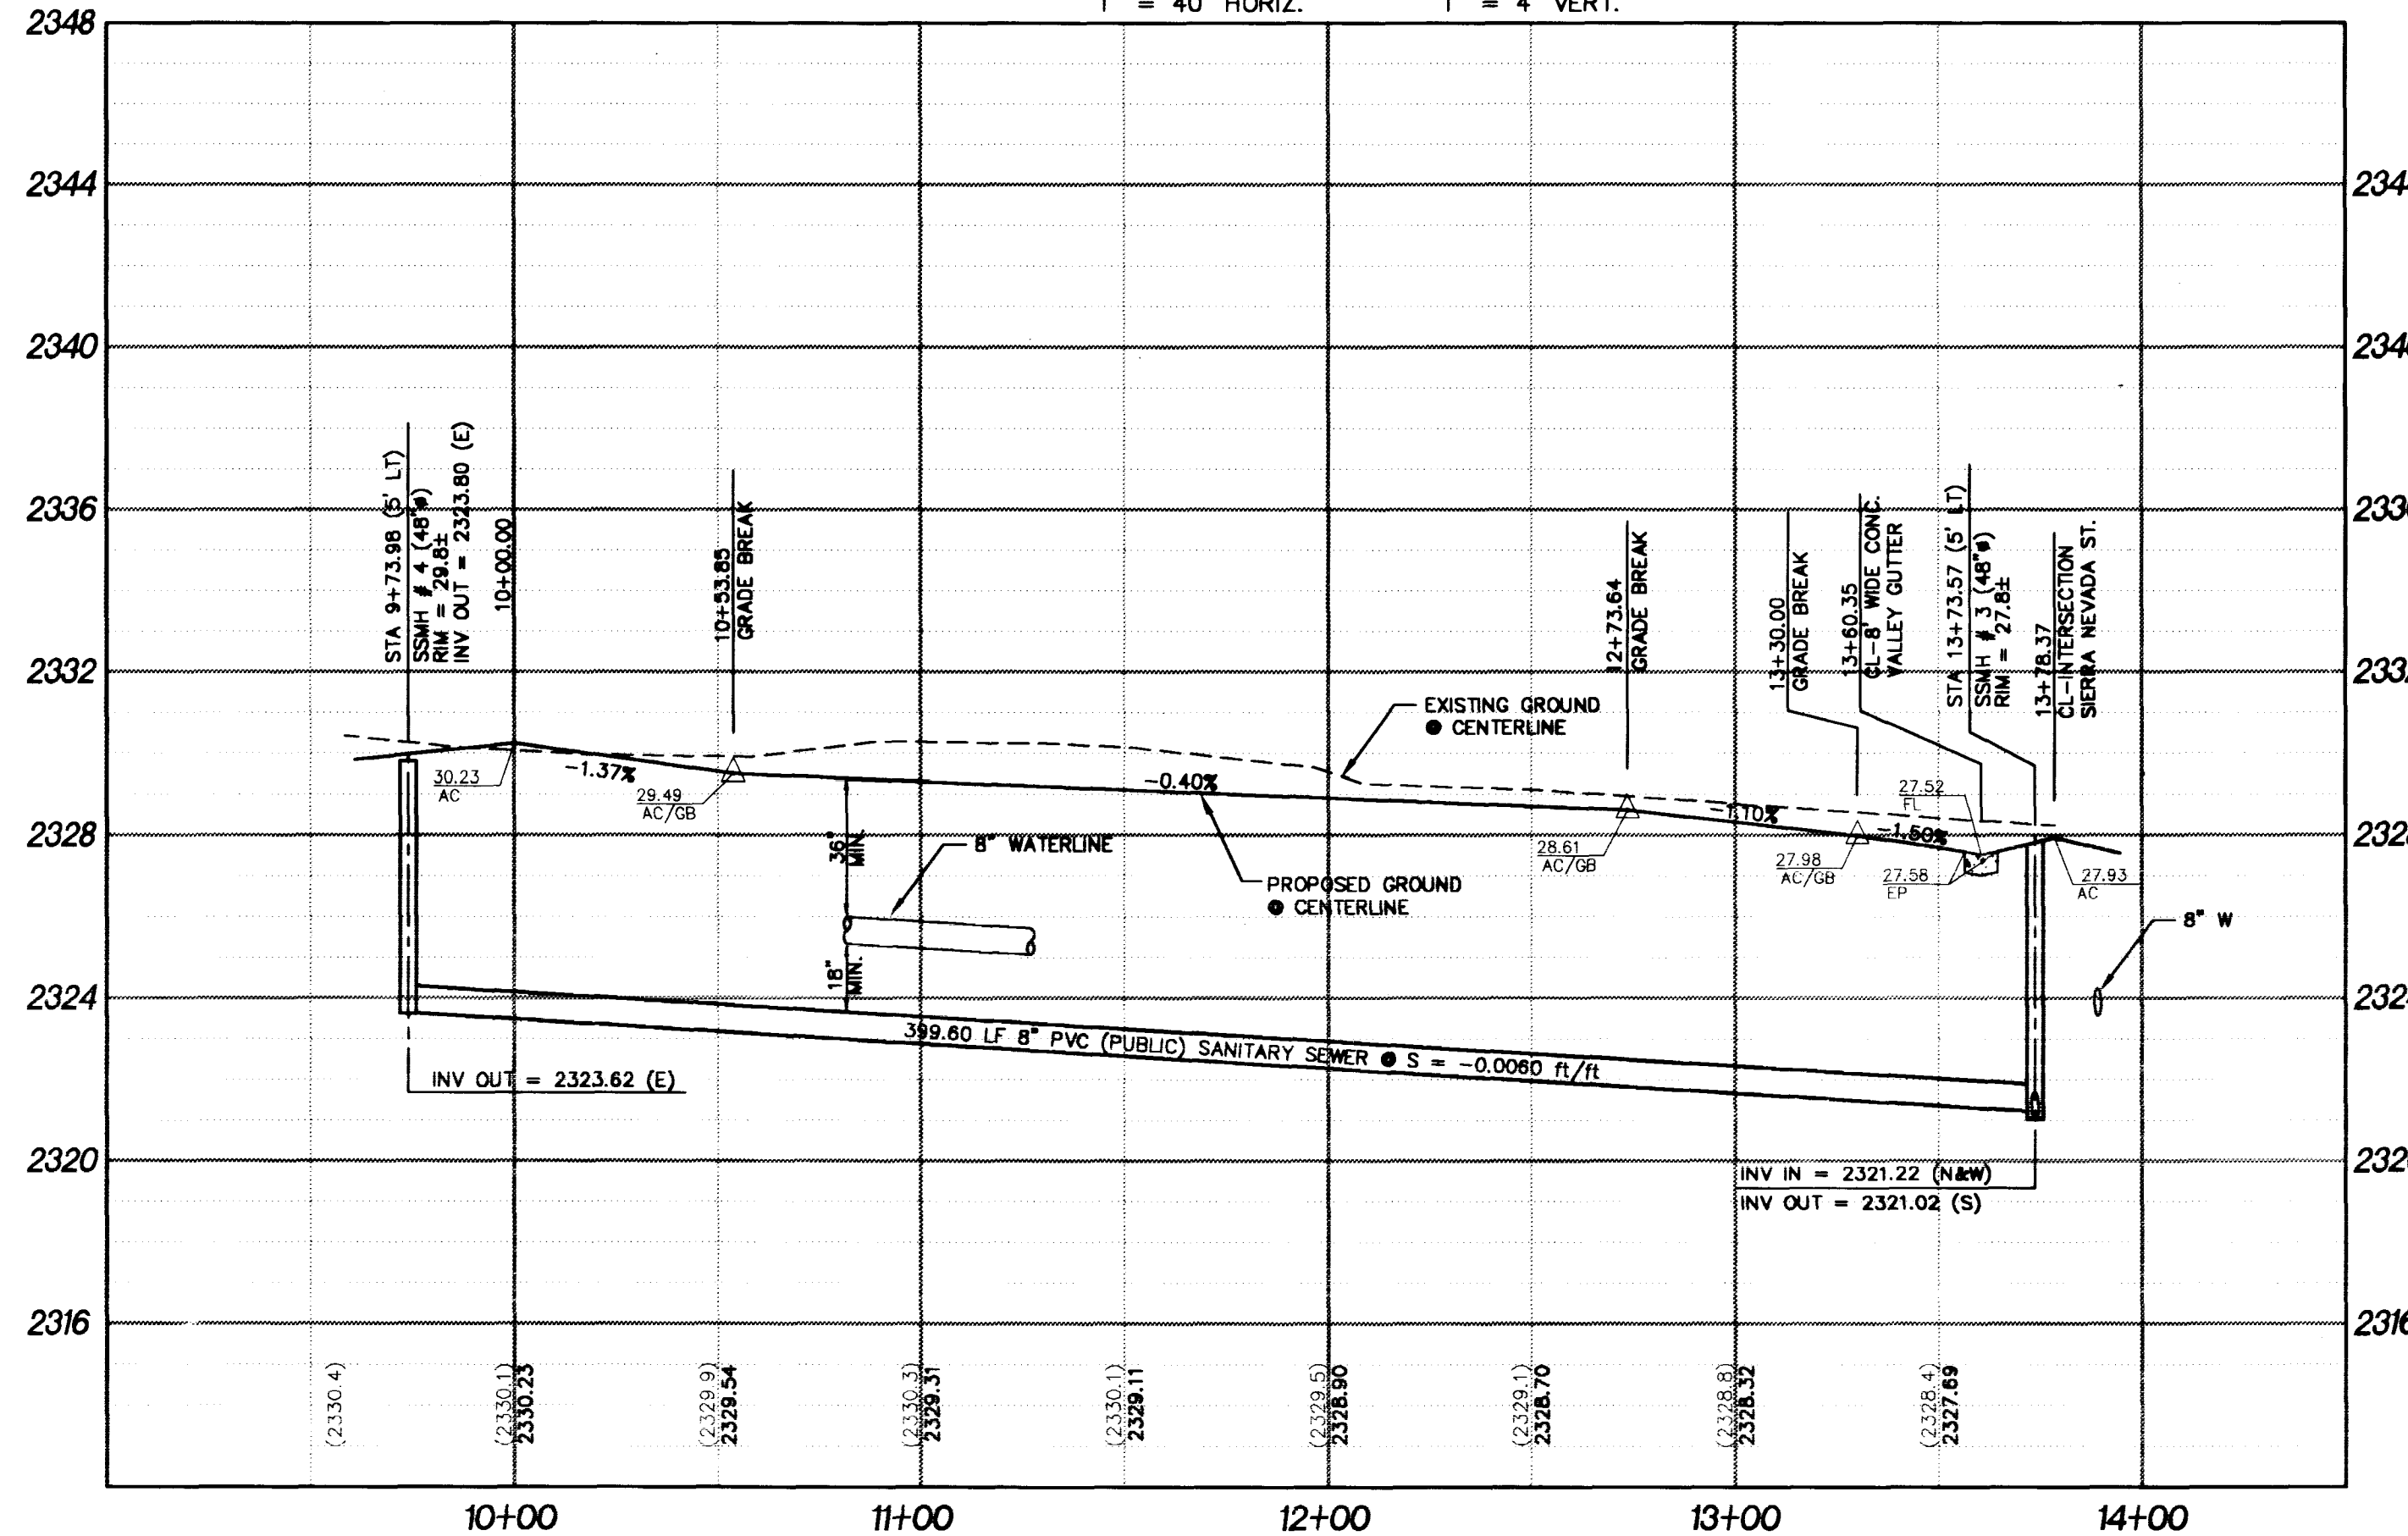 1" = 40' HORIZ. 1" = 4' VERT.
2348
2344
2340
2336
2332
2328
2324
2320
2316
STA 9+73.98 (5' LT)
SSMH # 4 (48"ø)
RIM = 29.8±
INV OUT = 2323.80 (E)
10+00.00
10+53.85
GRADE BREAK
12+73.64
GRADE BREAK
13+30.00
GRADE BREAK
13+60.35
CL-8' WIDE CONC.
VALLEY GUTTER
STA 13+73.57 (5' LT)
SSMH # 3 (48"ø)
RIM = 27.8±
13+78.37
CL-INTERSECTION
SIERRA NEVADA ST.
EXISTING GROUND
@ CENTERLINE
30.23
AC
-1.37%
29.49
AC/GB
-0.40%
-1.10%
27.52
FL
-1.50%
36"
MIN.
8" WATERLINE
28.61
AC/GB
27.98
AC/GB
27.58
EP
27.93
AC
PROPOSED GROUND
@ CENTERLINE
8" W
18"
MIN.
399.60 LF 8" PVC (PUBLIC) SANITARY SEWER @ S = -0.0060 ft/ft
INV OUT = 2323.62 (E)
INV IN = 2321.22 (N&W)
INV OUT = 2321.02 (S)
(2330.4)
(2330.1)
2330.23
(2329.9)
2329.54
(2330.3)
2329.31
(2330.1)
2329.11
(2329.5)
2328.90
(2329.1)
2328.70
(2328.8)
2328.32
(2328.4)
2327.69
10+00
11+00
12+00
13+00
14+00
2316